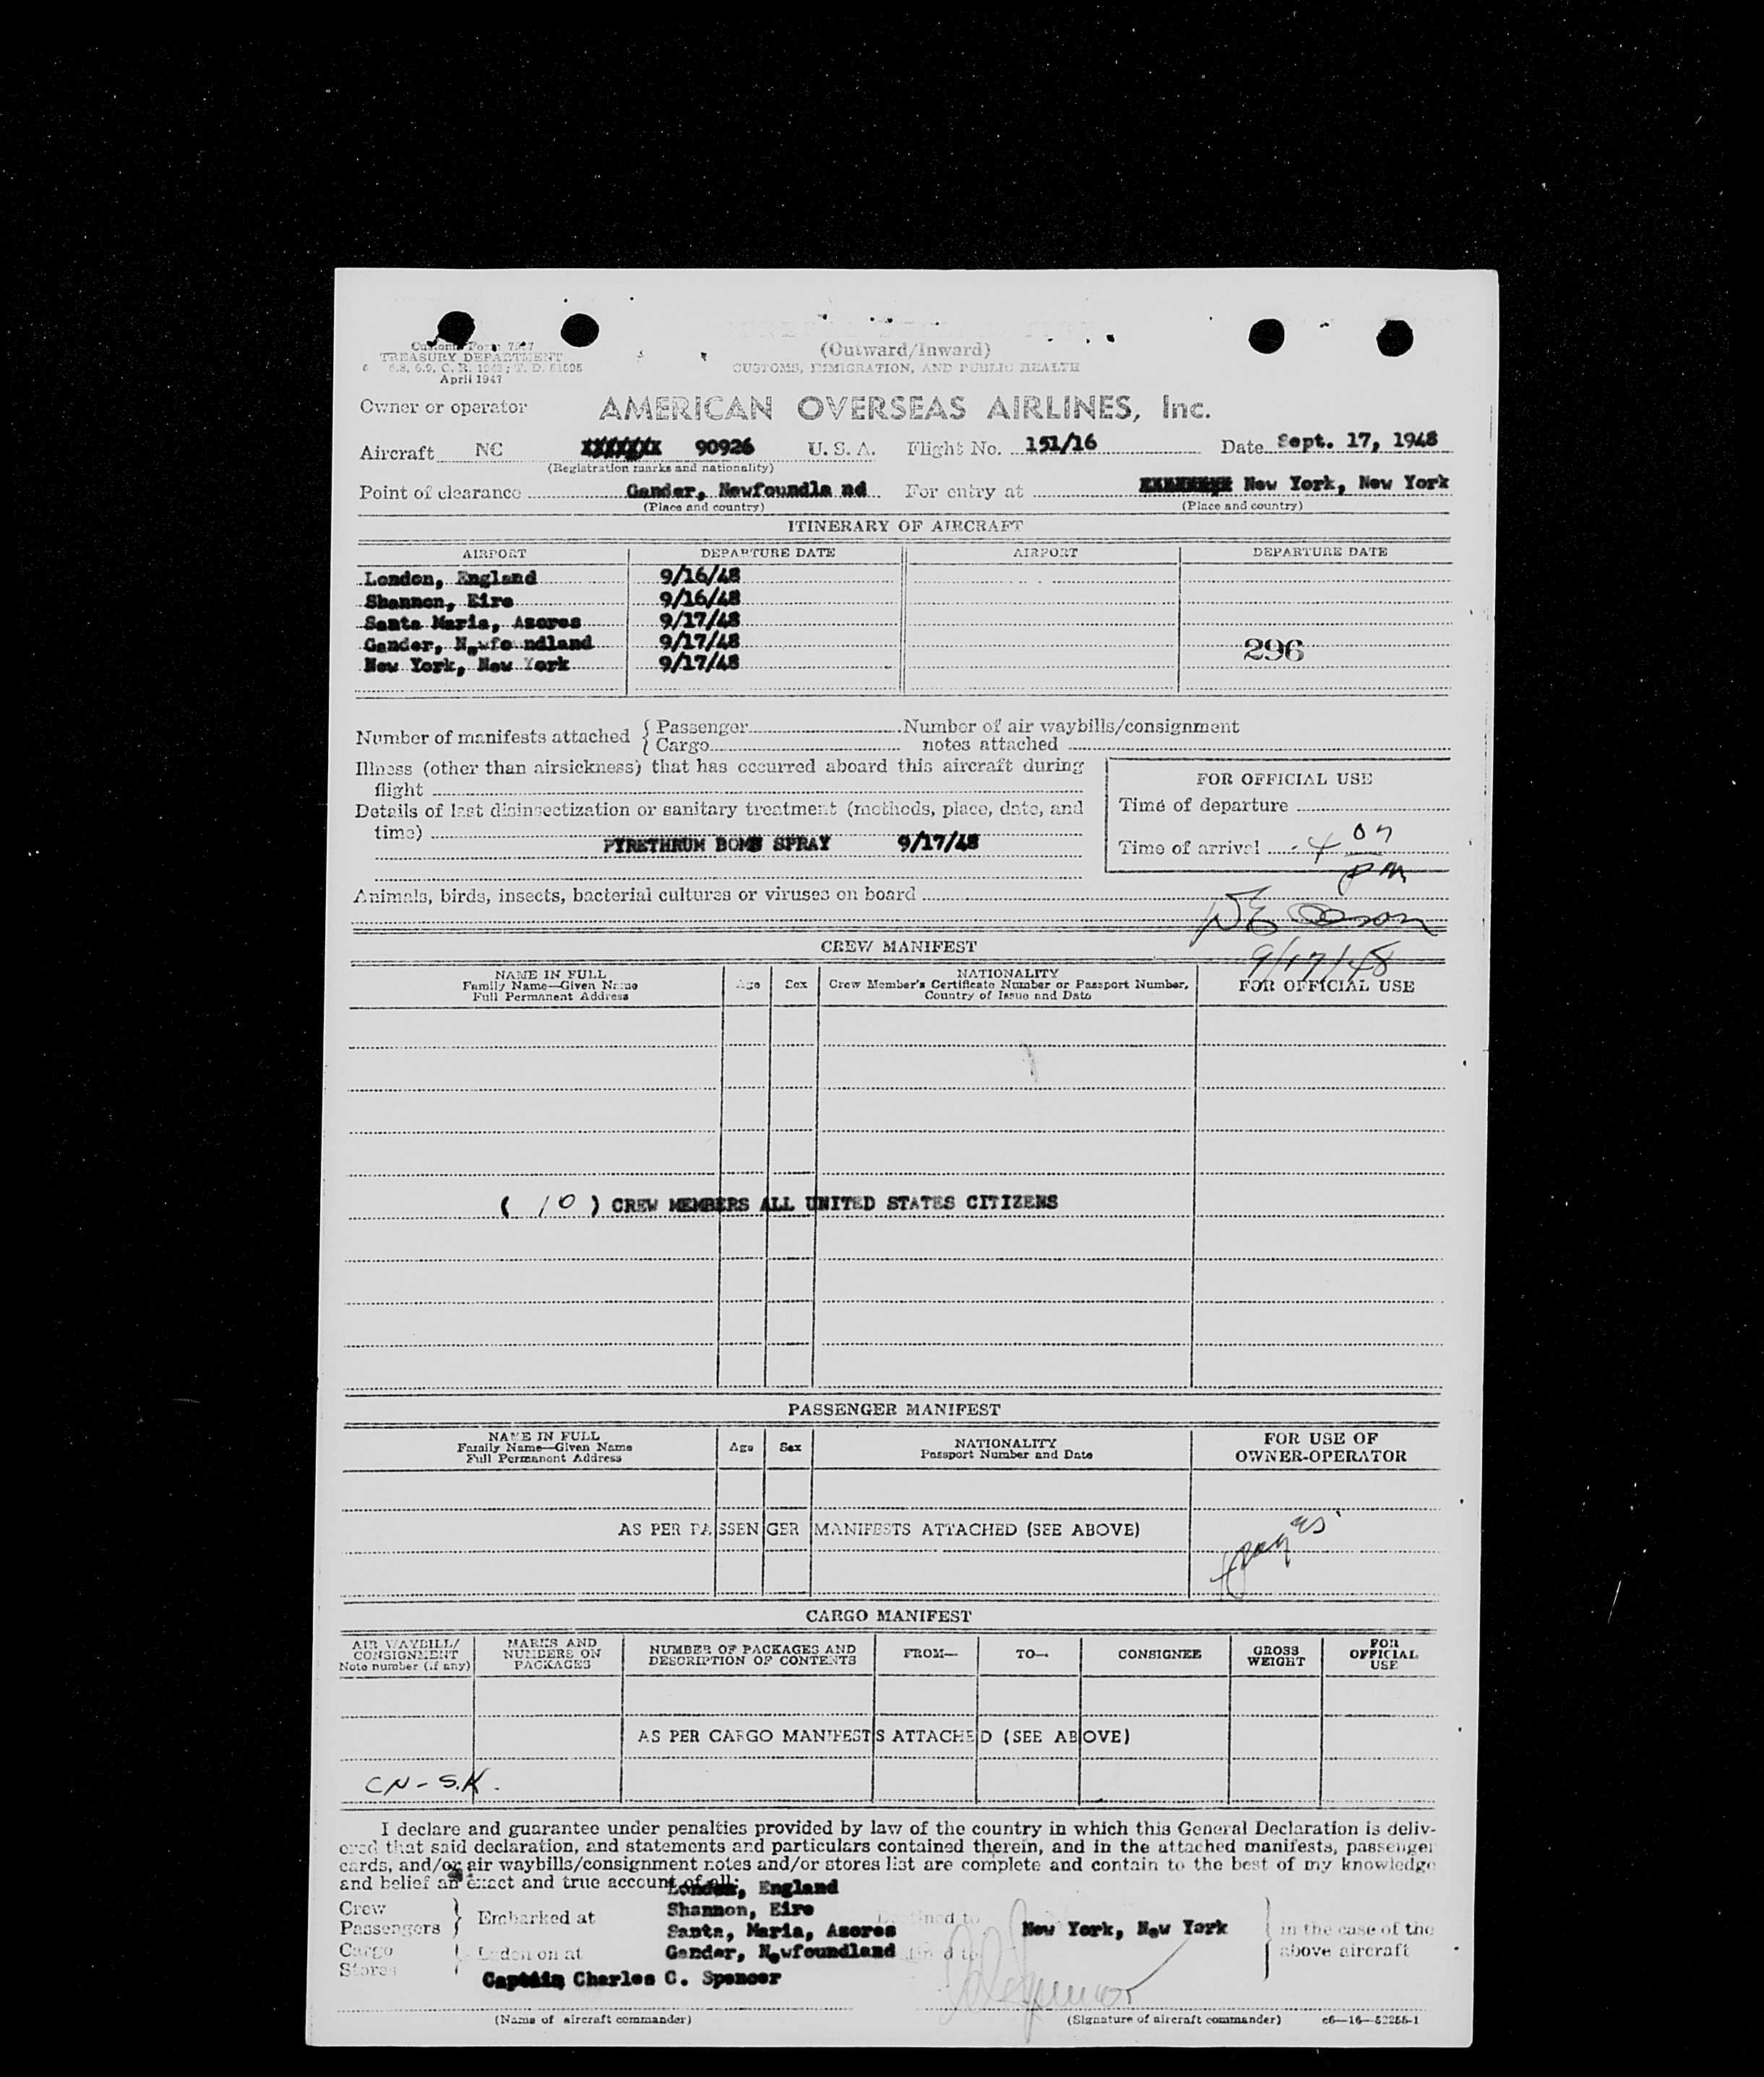 Customs Form 7507
TREASURY DEPARTMENT
6.8, 6.9, C. R. 1943; T. D. 51595
April 1947
(Outward/Inward)
CUSTOMS, IMMIGRATION, AND PUBLIC HEALTH
Owner or operator AMERICAN OVERSEAS AIRLINES, Inc.
Aircraft NC 90926 U. S. A. Flight No. 151/16 Date Sept. 17, 1948
(Registration marks and nationality)
Point of clearance Gander, Newfoundla nd For entry at New York, New York
(Place and country) (Place and country)
ITINERARY OF AIRCRAFT
AIRPORT DEPARTURE DATE AIRPORT DEPARTURE DATE
London, England 9/16/48
Shannon, Eire 9/16/48
Santa Maria, Azores 9/17/48
Gander, Newfo ndland 9/17/48
296
New York, New York 9/17/48
Number of manifests attached { Passenger Number of air waybills/consignment
Cargo notes attached
Illness (other than airsickness) that has occurred aboard this aircraft during
flight
FOR OFFICIAL USE
Time of departure
Details of last disinsectization or sanitary treatment (methods, place, date, and
time)
PYRETHRUM BOMB SPRAY 9/17/48
Time of arrival 4 07
PM
Animals, birds, insects, bacterial cultures or viruses on board
CREW MANIFEST
9/17/48
NAME IN FULL
Family Name—Given Name
Full Permanent Address
Age Sex
NATIONALITY
Crew Member's Certificate Number or Passport Number,
Country of Issue and Date
FOR OFFICIAL USE
( 10 ) CREW MEMBERS ALL UNITED STATES CITIZENS
PASSENGER MANIFEST
NAME IN FULL
Family Name—Given Name
Full Permanent Address
Age Sex
NATIONALITY
Passport Number and Date
FOR USE OF
OWNER-OPERATOR
AS PER PASSENGER MANIFESTS ATTACHED (SEE ABOVE)
CARGO MANIFEST
AIR WAYBILL/
CONSIGNMENT
Note number (if any)
MARKS AND
NUMBERS ON
PACKAGES
NUMBER OF PACKAGES AND
DESCRIPTION OF CONTENTS
FROM—
TO—
CONSIGNEE
GROSS
WEIGHT
FOR
OFFICIAL
USE
AS PER CARGO MANIFESTS ATTACHED (SEE ABOVE)
CN - S.K.
I declare and guarantee under penalties provided by law of the country in which this General Declaration is deliv-
ered that said declaration, and statements and particulars contained therein, and in the attached manifests, passenger
cards, and/or air waybills/consignment notes and/or stores list are complete and contain to the best of my knowledge
and belief an exact and true account of all:
London, England
Crew
Passengers } Embarked at
Cargo
Stores
Laden on at
Shannon, Eire
Santa, Maria, Azores
Gander, Newfoundland
New York, New York
in the case of the
above aircraft
Captain Charles C. Spencer
(Name of aircraft commander) (Signature of aircraft commander) c6—16—52255-1